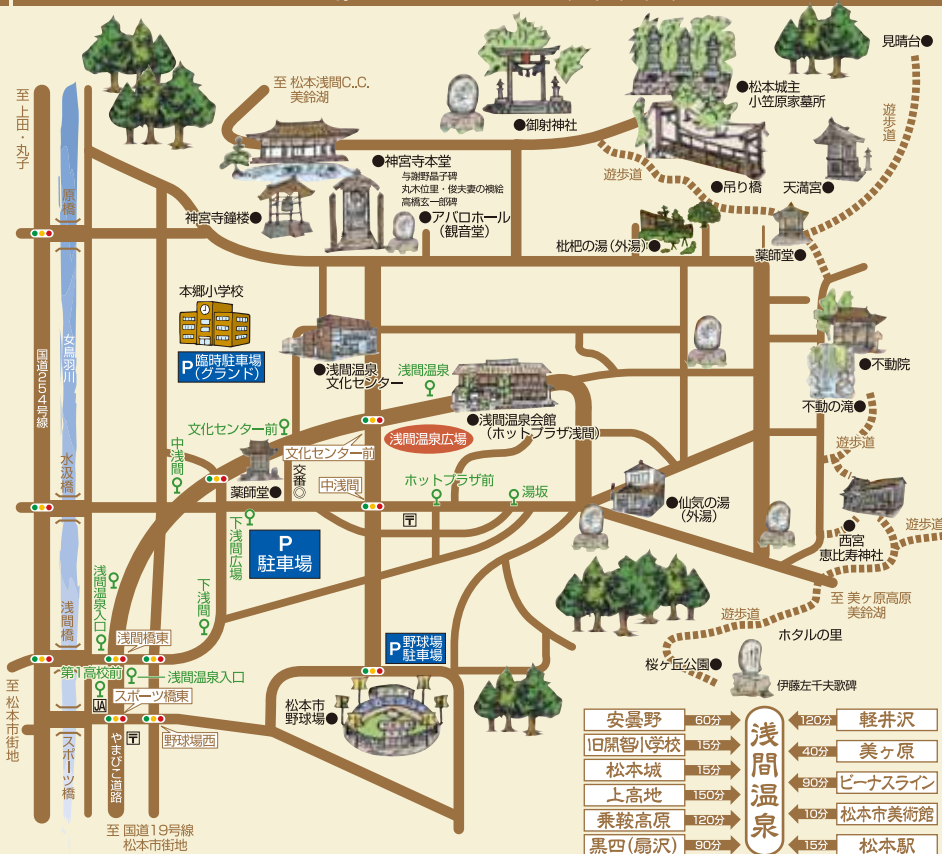 見晴台
至 松本浅間C.C.
美鈴湖
至 上田・丸子
松本城主
小笠原家墓所
御射神社
遊歩道
神宮寺本堂
与謝野晶子碑
丸木位里・俊夫妻の襖絵
高橋玄一郎碑
遊歩道
吊り橋
天満宮
原橋
神宮寺鐘楼
アバロホール
(観音堂)
枇杷の湯(外湯)
薬師堂
本郷小学校
国道254号線
女鳥羽川
P 臨時駐車場
(グランド)
浅間温泉
文化センター
浅間温泉
不動院
浅間温泉会館
(ホットプラザ浅間)
不動の滝
文化センター前
浅間温泉広場
中浅間
文化センター前
遊歩道
水汲橋
薬師堂
交番
中浅間
ホットプラザ前
湯坂
仙気の湯
(外湯)
〒
下浅間広場
P
駐車場
西宮
恵比寿神社
遊歩道
浅間温泉入口
下浅間
至 美ヶ原高原
美鈴湖
浅間橋
浅間橋東
遊歩道
ホタルの里
P 野球場
駐車場
第1高校前
浅間温泉入口
桜ヶ丘公園
伊藤左千夫歌碑
至 松本市街地
JA
スポーツ橋東
松本市
野球場
スポーツ橋
やまびこ道路
〒
野球場西
至 国道19号線
松本市街地
安曇野 60分
旧開智小学校 15分
松本城 15分
上高地 150分
乗鞍高原 120分
黒四(扇沢) 90分
浅間温泉
120分 軽井沢
40分 美ヶ原
90分 ビーナスライン
10分 松本市美術館
15分 松本駅